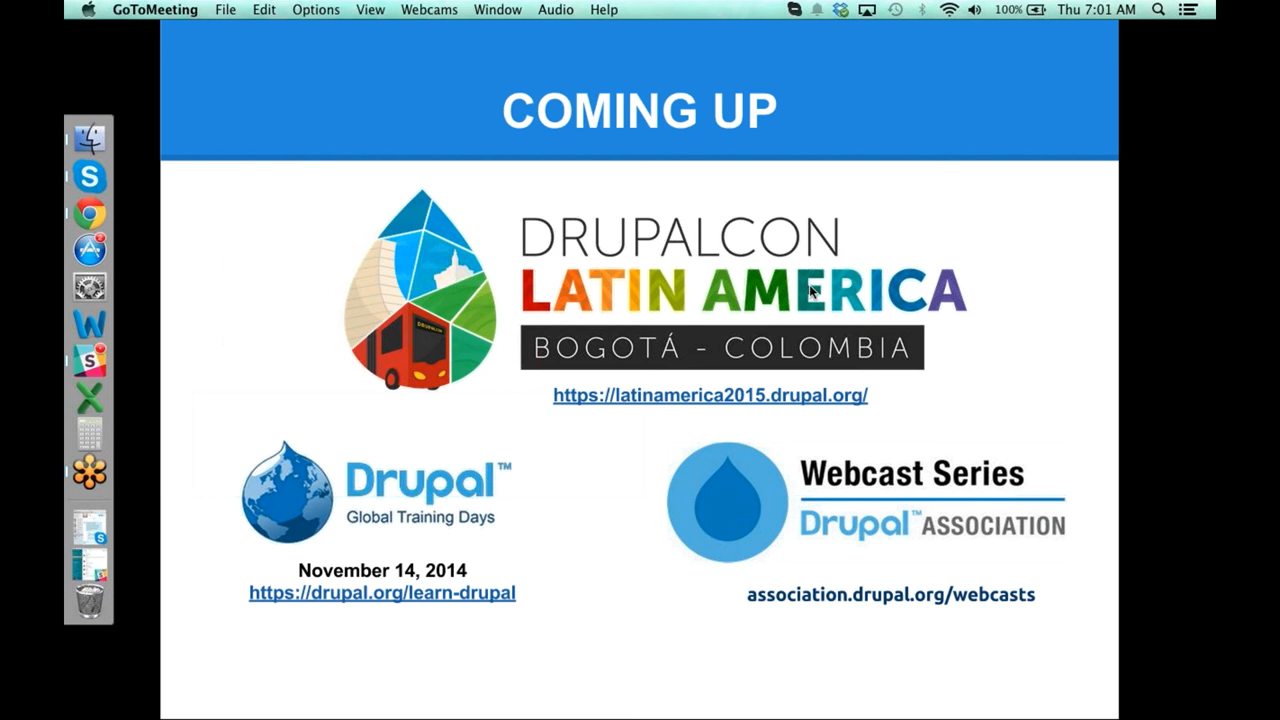 GoToMeeting File Edit Options View Webcams Window Audio Help 100% Thu 7:01 AM
COMING UP
DRUPALCON
LATIN AMERICA
BOGOTÁ - COLOMBIA
DRUPALCON
https://latinamerica2015.drupal.org/
Drupal™
Global Training Days
November 14, 2014
https://drupal.org/learn-drupal
Webcast Series
Drupal™ ASSOCIATION
association.drupal.org/webcasts